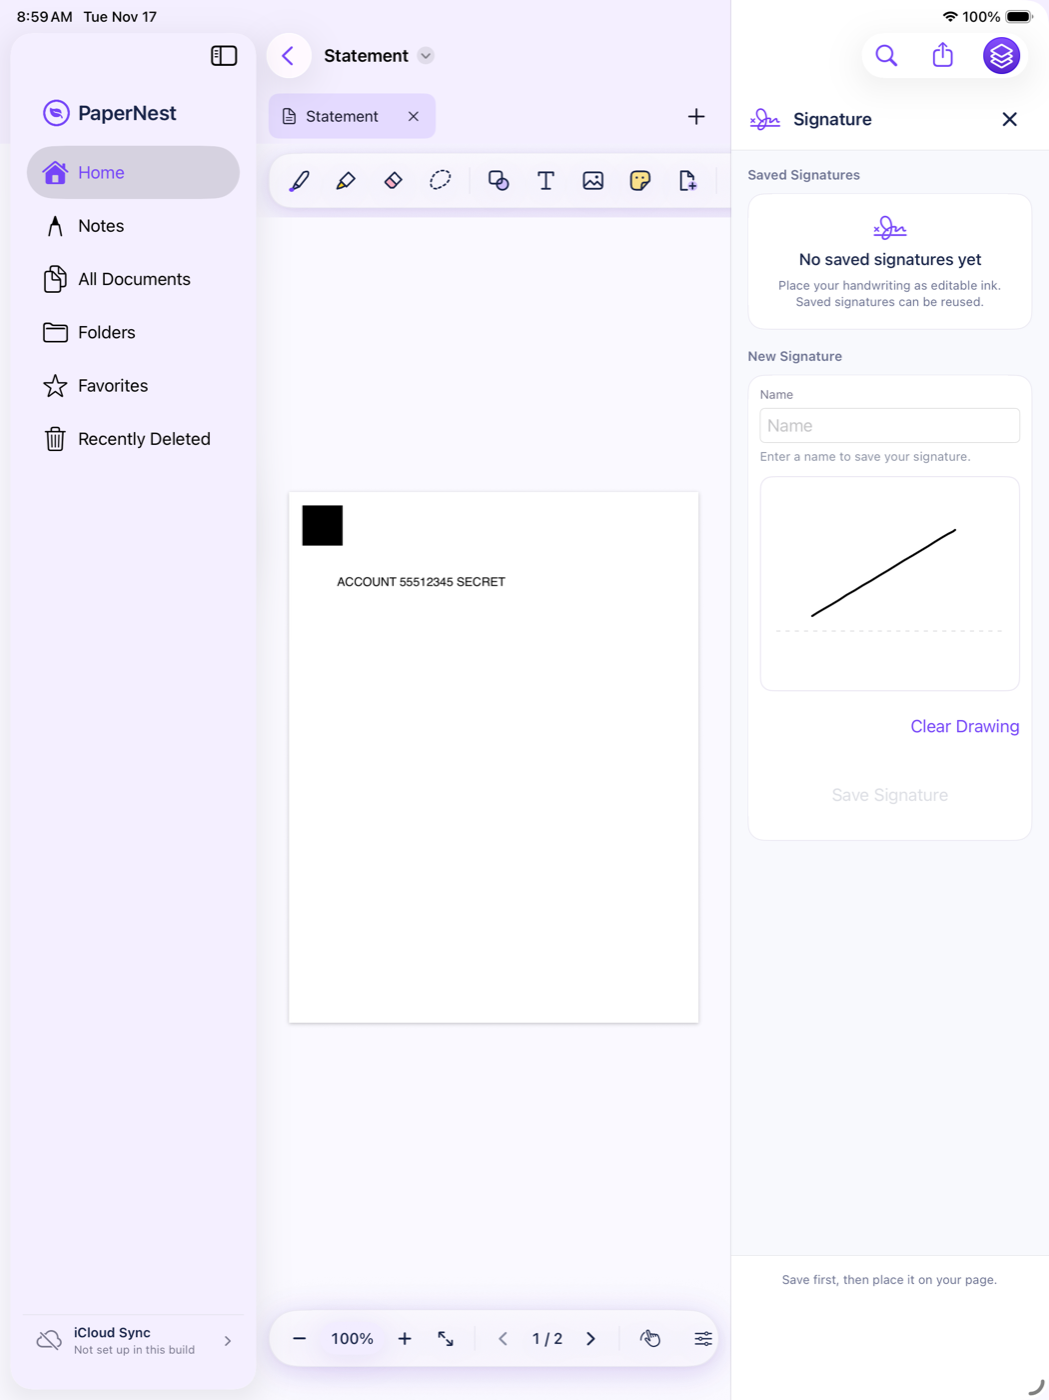 8:59 AM Tue Nov 17
100%
PaperNest
Home
Notes
All Documents
Folders
Favorites
Recently Deleted
iCloud Sync
Not set up in this build
Statement
Statement
ACCOUNT 55512345 SECRET
100%
1 / 2
Signature
Saved Signatures
No saved signatures yet
Place your handwriting as editable ink.
Saved signatures can be reused.
New Signature
Name
Name
Enter a name to save your signature.
Clear Drawing
Save Signature
Save first, then place it on your page.